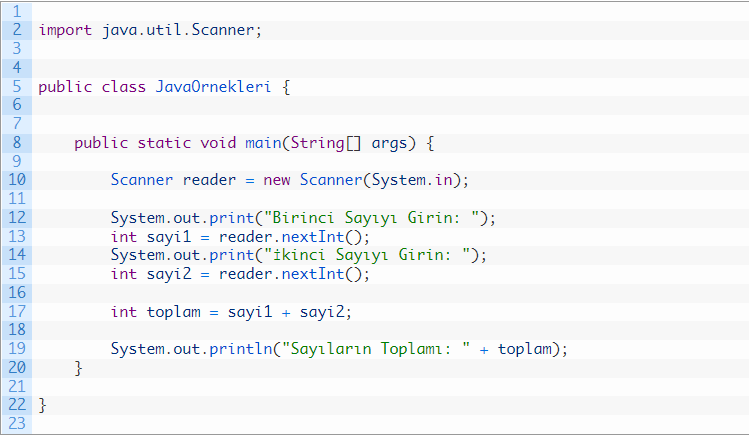 1
2 import java.util.Scanner;
3
4
5 public class JavaOrnekleri {
6
7
8     public static void main(String[] args) {
9
10         Scanner reader = new Scanner(System.in);
11
12         System.out.print("Birinci Sayıyı Girin: ");
13         int sayi1 = reader.nextInt();
14         System.out.print("İkinci Sayıyı Girin: ");
15         int sayi2 = reader.nextInt();
16
17         int toplam = sayi1 + sayi2;
18
19         System.out.println("Sayıların Toplamı: " + toplam);
20     }
21
22 }
23